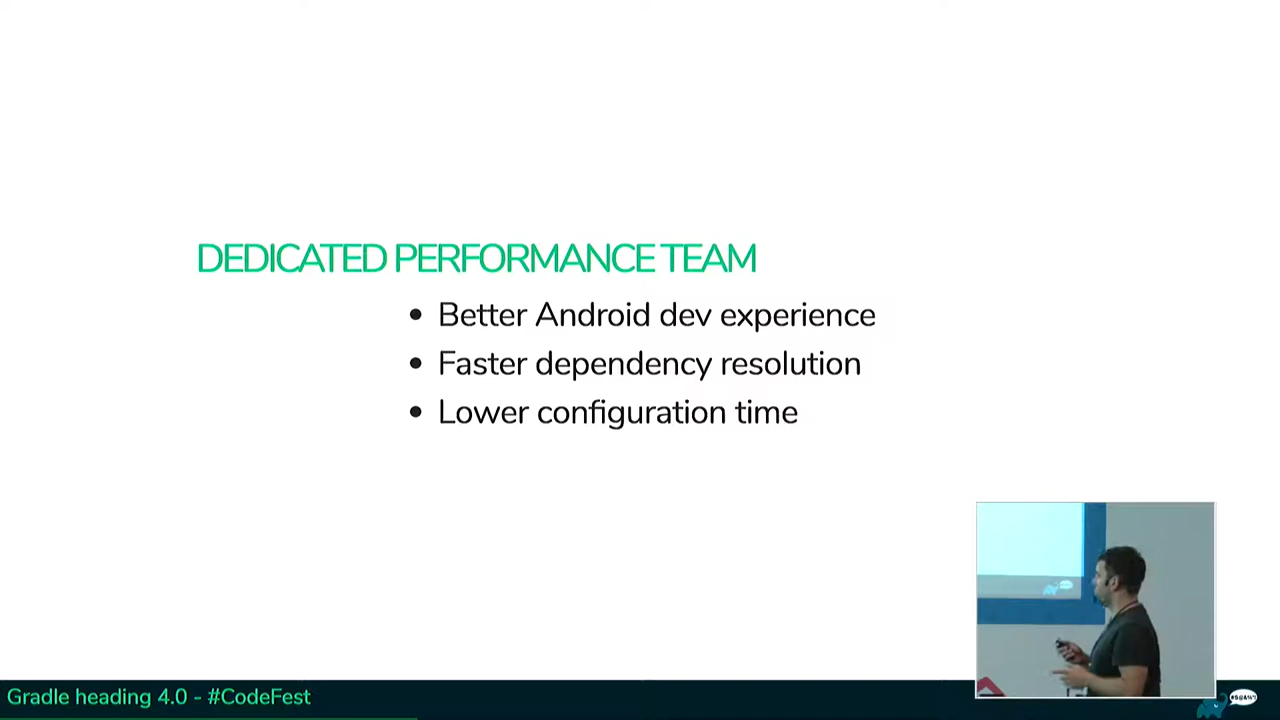 DEDICATED PERFORMANCE TEAM
• Better Android dev experience
• Faster dependency resolution
• Lower configuration time
Gradle heading 4.0 - #CodeFest